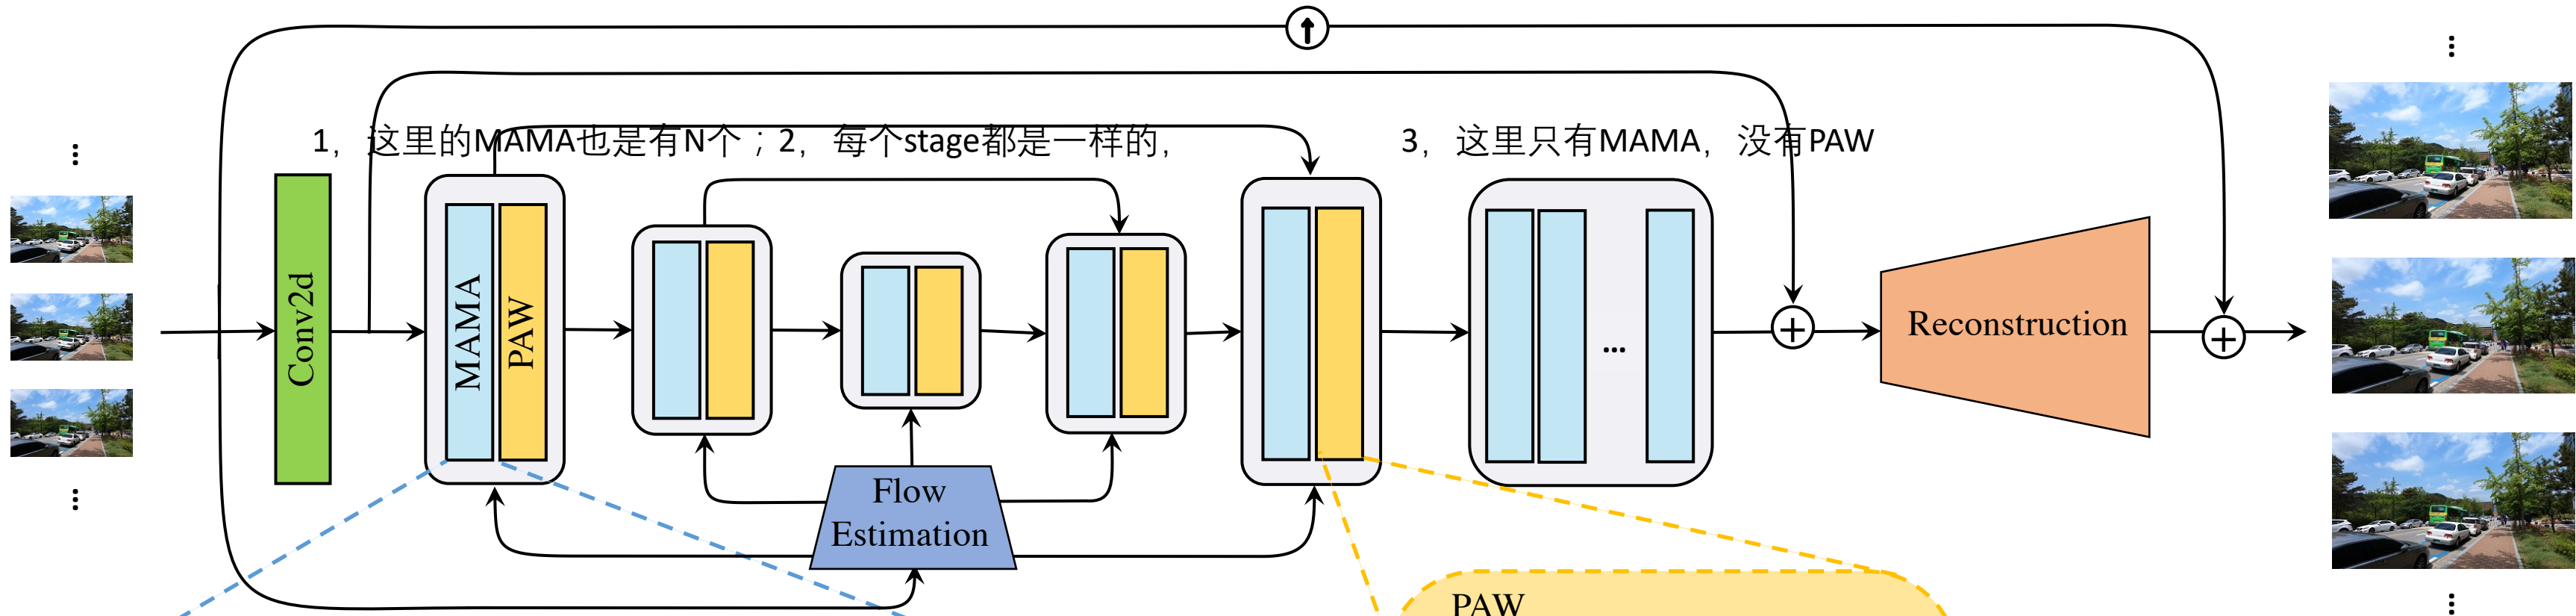 1，这里的MAMA也是有N个；2，每个stage都是一样的，
3，这里只有MAMA，没有PAW
Conv2d
MAMA
PAW
...
Reconstruction
Flow
Estimation
PAW